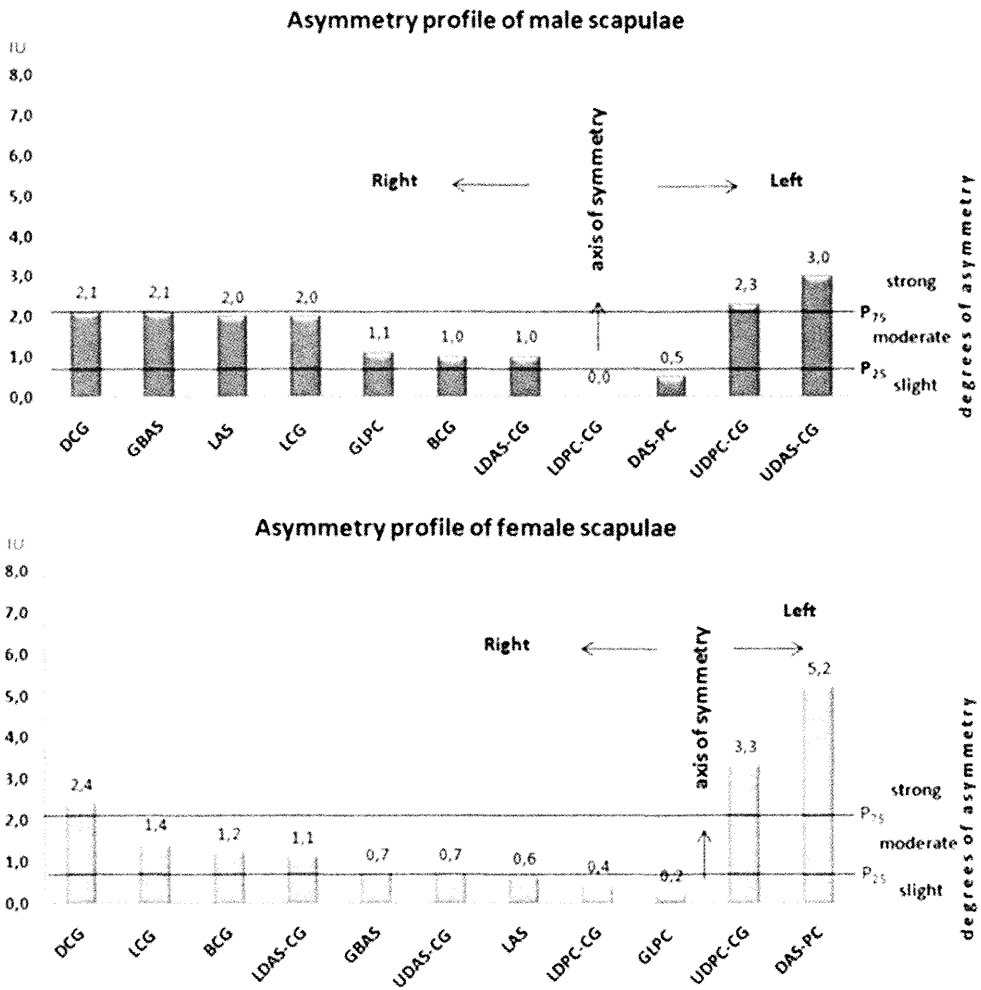 Asymmetry profile of male scapulae
IU
8,0
7,0
6,0
5,0
4,0
3,0
2,0
1,0
0,0
Right
axis of symmetry
Left
2,1
2,1
2,0
2,0
1,1
1,0
1,0
0,0
0,5
2,3
3,0
strong
P75
moderate
P25
slight
degrees of asymmetry
DCG
GBAS
LAS
LCG
GLPC
BCG
LDAS-CG
LDPC-CG
DAS-PC
UDPC-CG
UDAS-CG
Asymmetry profile of female scapulae
IU
8,0
7,0
6,0
5,0
4,0
3,0
2,0
1,0
0,0
Right
axis of symmetry
Left
2,4
1,4
1,2
1,1
0,7
0,7
0,6
0,4
0,2
3,3
5,2
strong
P75
moderate
P25
slight
degrees of asymmetry
DCG
LCG
BCG
LDAS-CG
GBAS
UDAS-CG
LAS
LDPC-CG
GLPC
UDPC-CG
DAS-PC